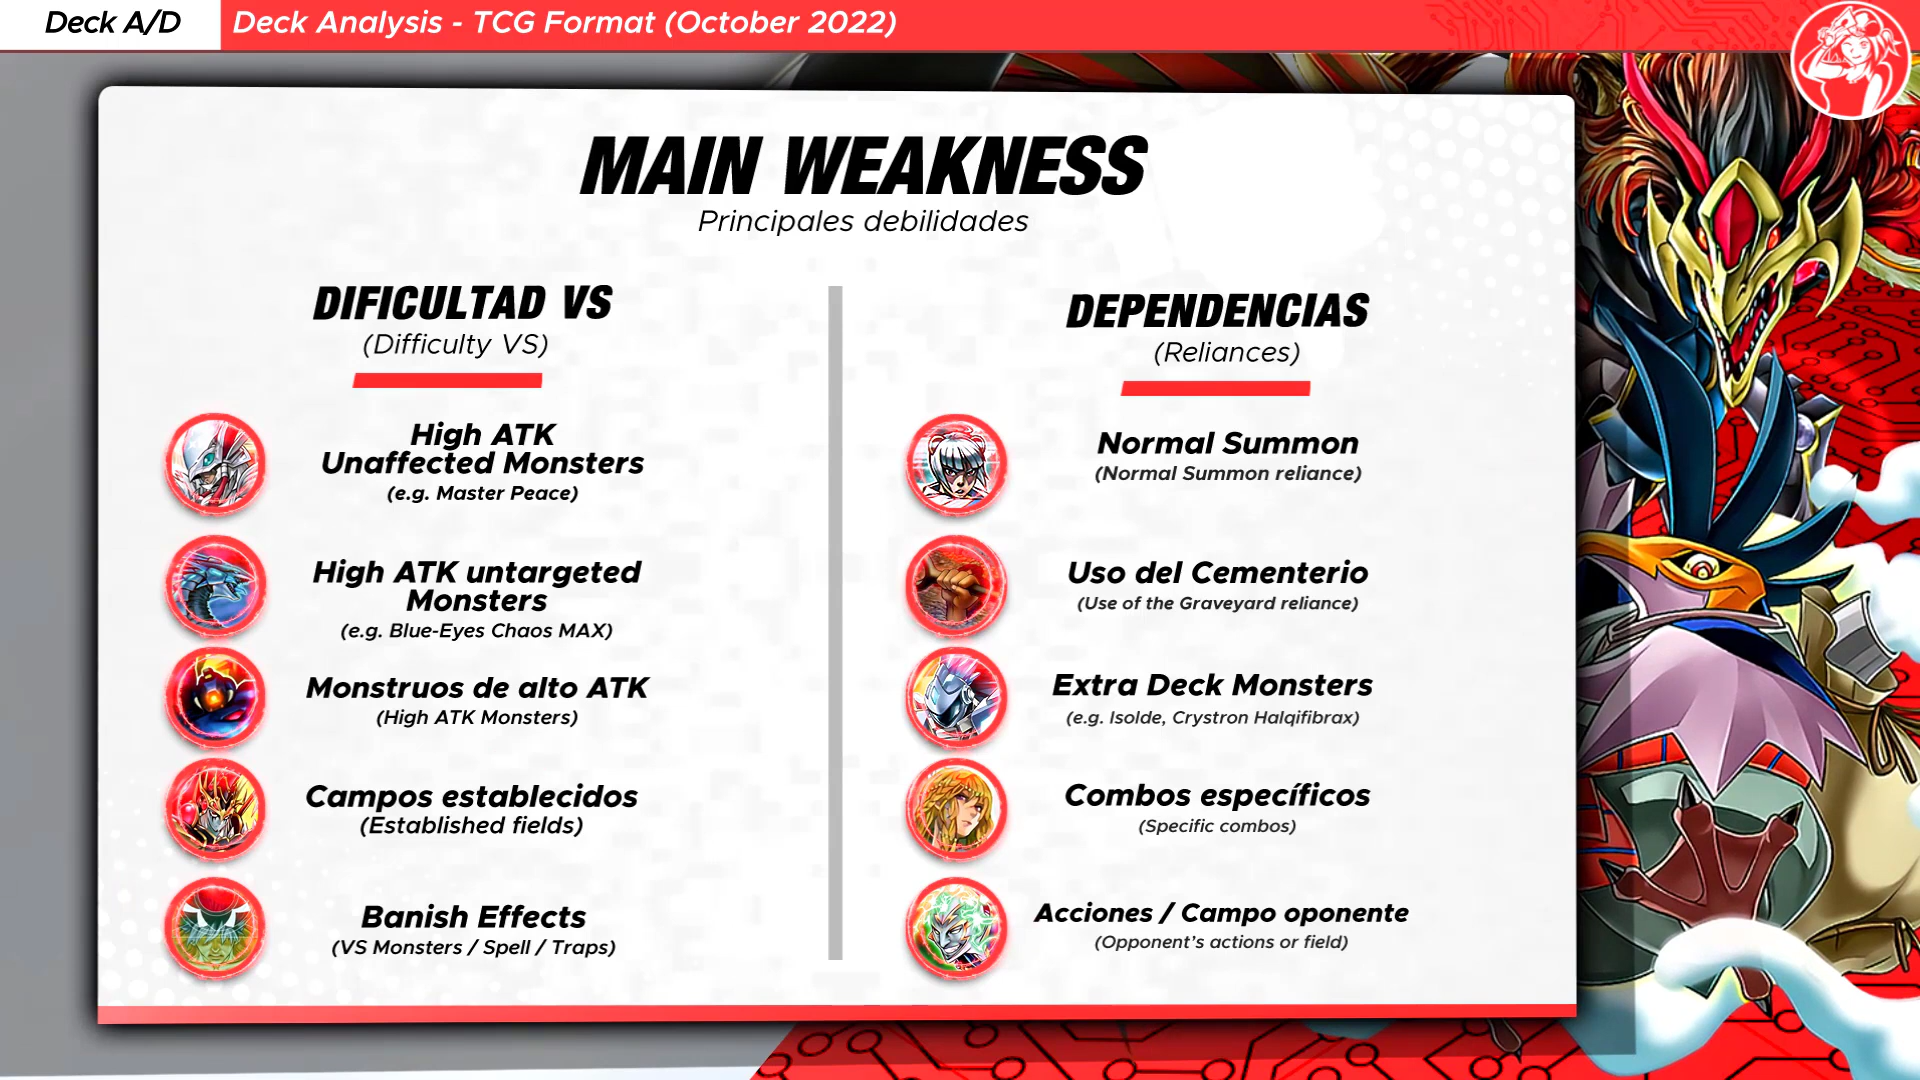 Deck A/D
Deck Analysis - TCG Format (October 2022)
MAIN WEAKNESS
Principales debilidades
DIFICULTAD VS
(Difficulty VS)
High ATK
Unaffected Monsters
(e.g. Master Peace)
High ATK untargeted
Monsters
(e.g. Blue-Eyes Chaos MAX)
Monstruos de alto ATK
(High ATK Monsters)
Campos establecidos
(Established fields)
Banish Effects
(VS Monsters / Spell / Traps)
DEPENDENCIAS
(Reliances)
Normal Summon
(Normal Summon reliance)
Uso del Cementerio
(Use of the Graveyard reliance)
Extra Deck Monsters
(e.g. Isolde, Crystron Halqifibrax)
Combos específicos
(Specific combos)
Acciones / Campo oponente
(Opponent's actions or field)